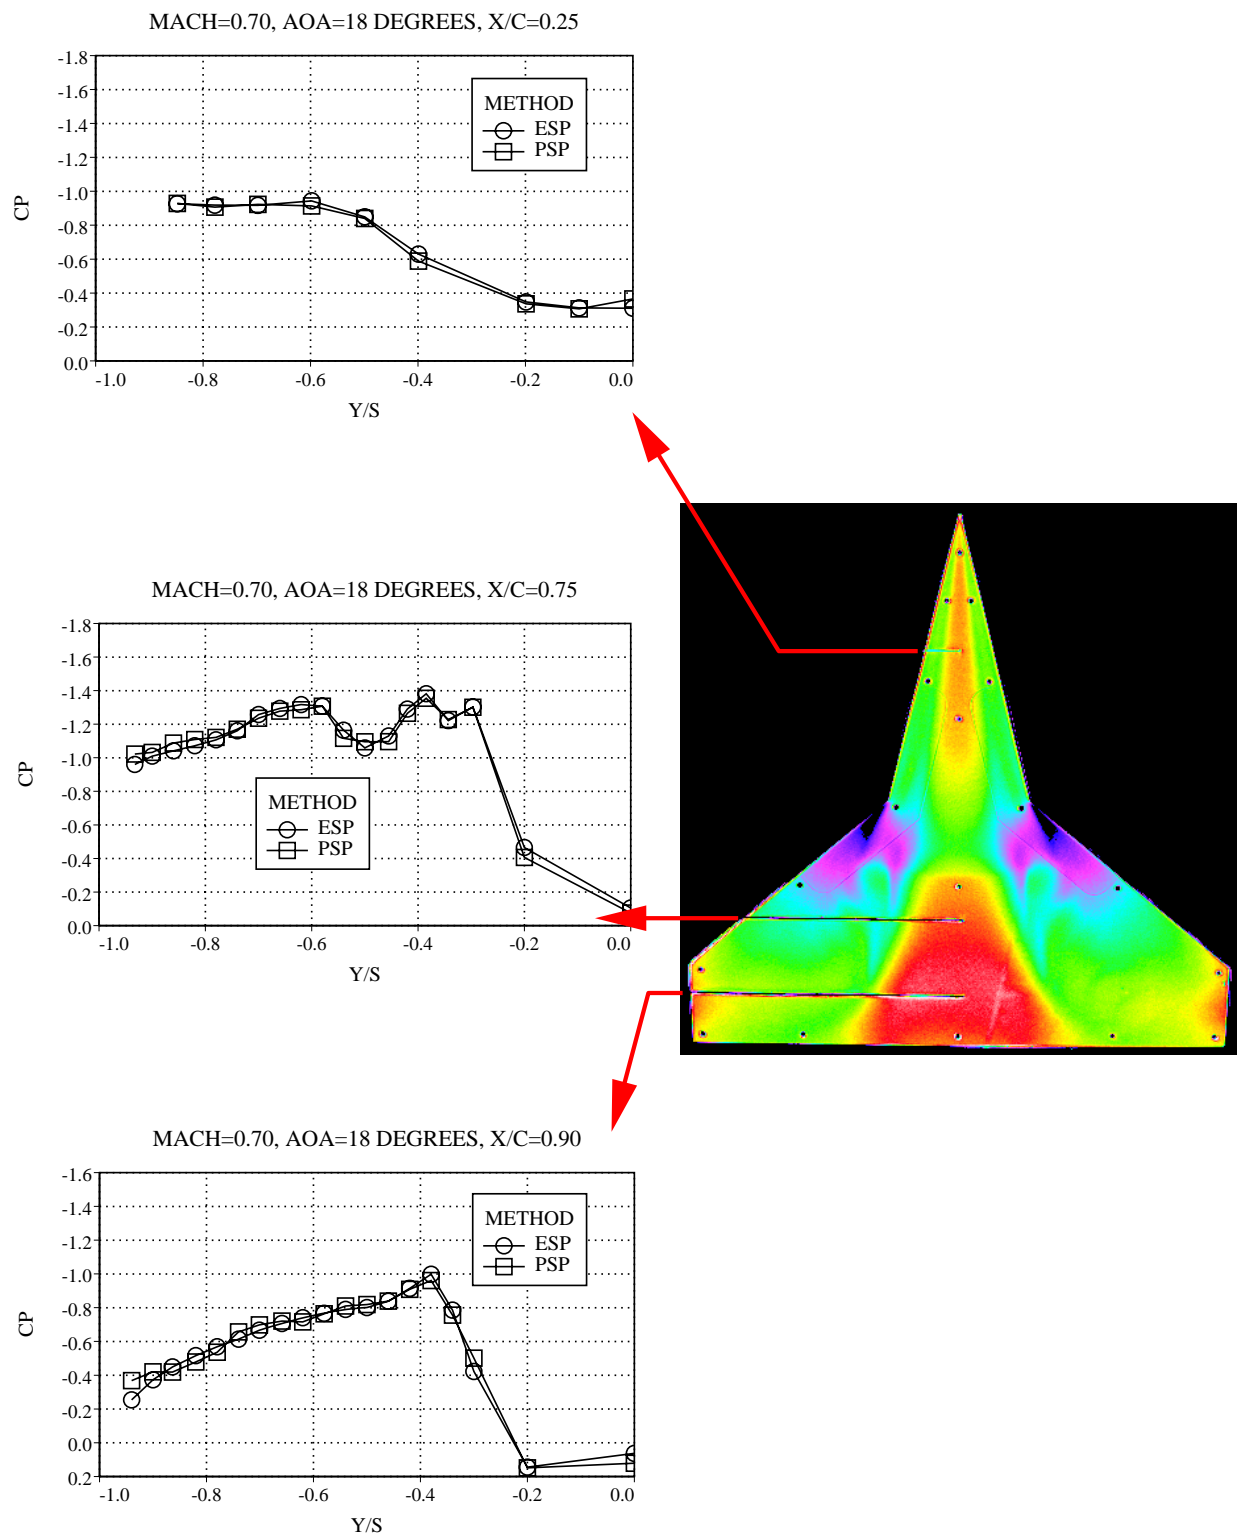 MACH=0.70, AOA=18 DEGREES, X/C=0.25
-1.8
-1.6
-1.4
-1.2
-1.0
-0.8
-0.6
-0.4
-0.2
0.0
CP
METHOD
ESP
PSP
-1.0 -0.8 -0.6 -0.4 -0.2 0.0
Y/S
MACH=0.70, AOA=18 DEGREES, X/C=0.75
-1.8
-1.6
-1.4
-1.2
-1.0
-0.8
-0.6
-0.4
-0.2
0.0
CP
METHOD
ESP
PSP
-1.0 -0.8 -0.6 -0.4 -0.2 0.0
Y/S
MACH=0.70, AOA=18 DEGREES, X/C=0.90
-1.6
-1.4
-1.2
-1.0
-0.8
-0.6
-0.4
-0.2
0.0
0.2
CP
METHOD
ESP
PSP
-1.0 -0.8 -0.6 -0.4 -0.2 0.0
Y/S